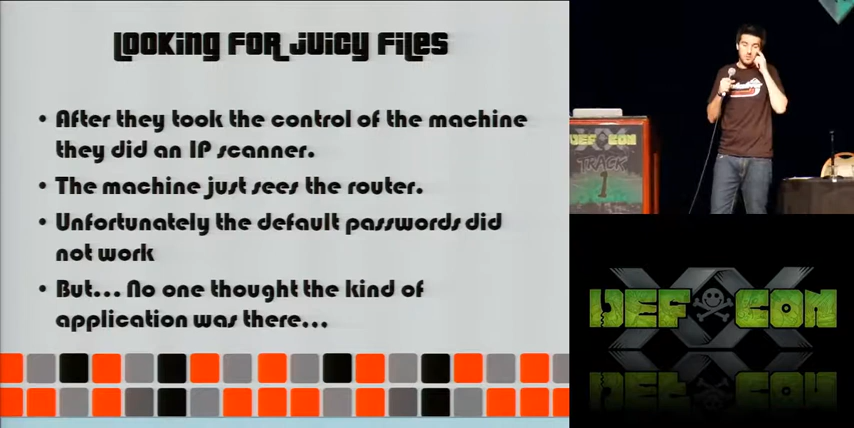 Looking for juicy files
• After they took the control of the machine
they did an IP scanner.
• The machine just sees the router.
• Unfortunately the default passwords did
not work
• But... No one thought the kind of
application was there...
DEF CON
TRACK
1
XX
DEF CON